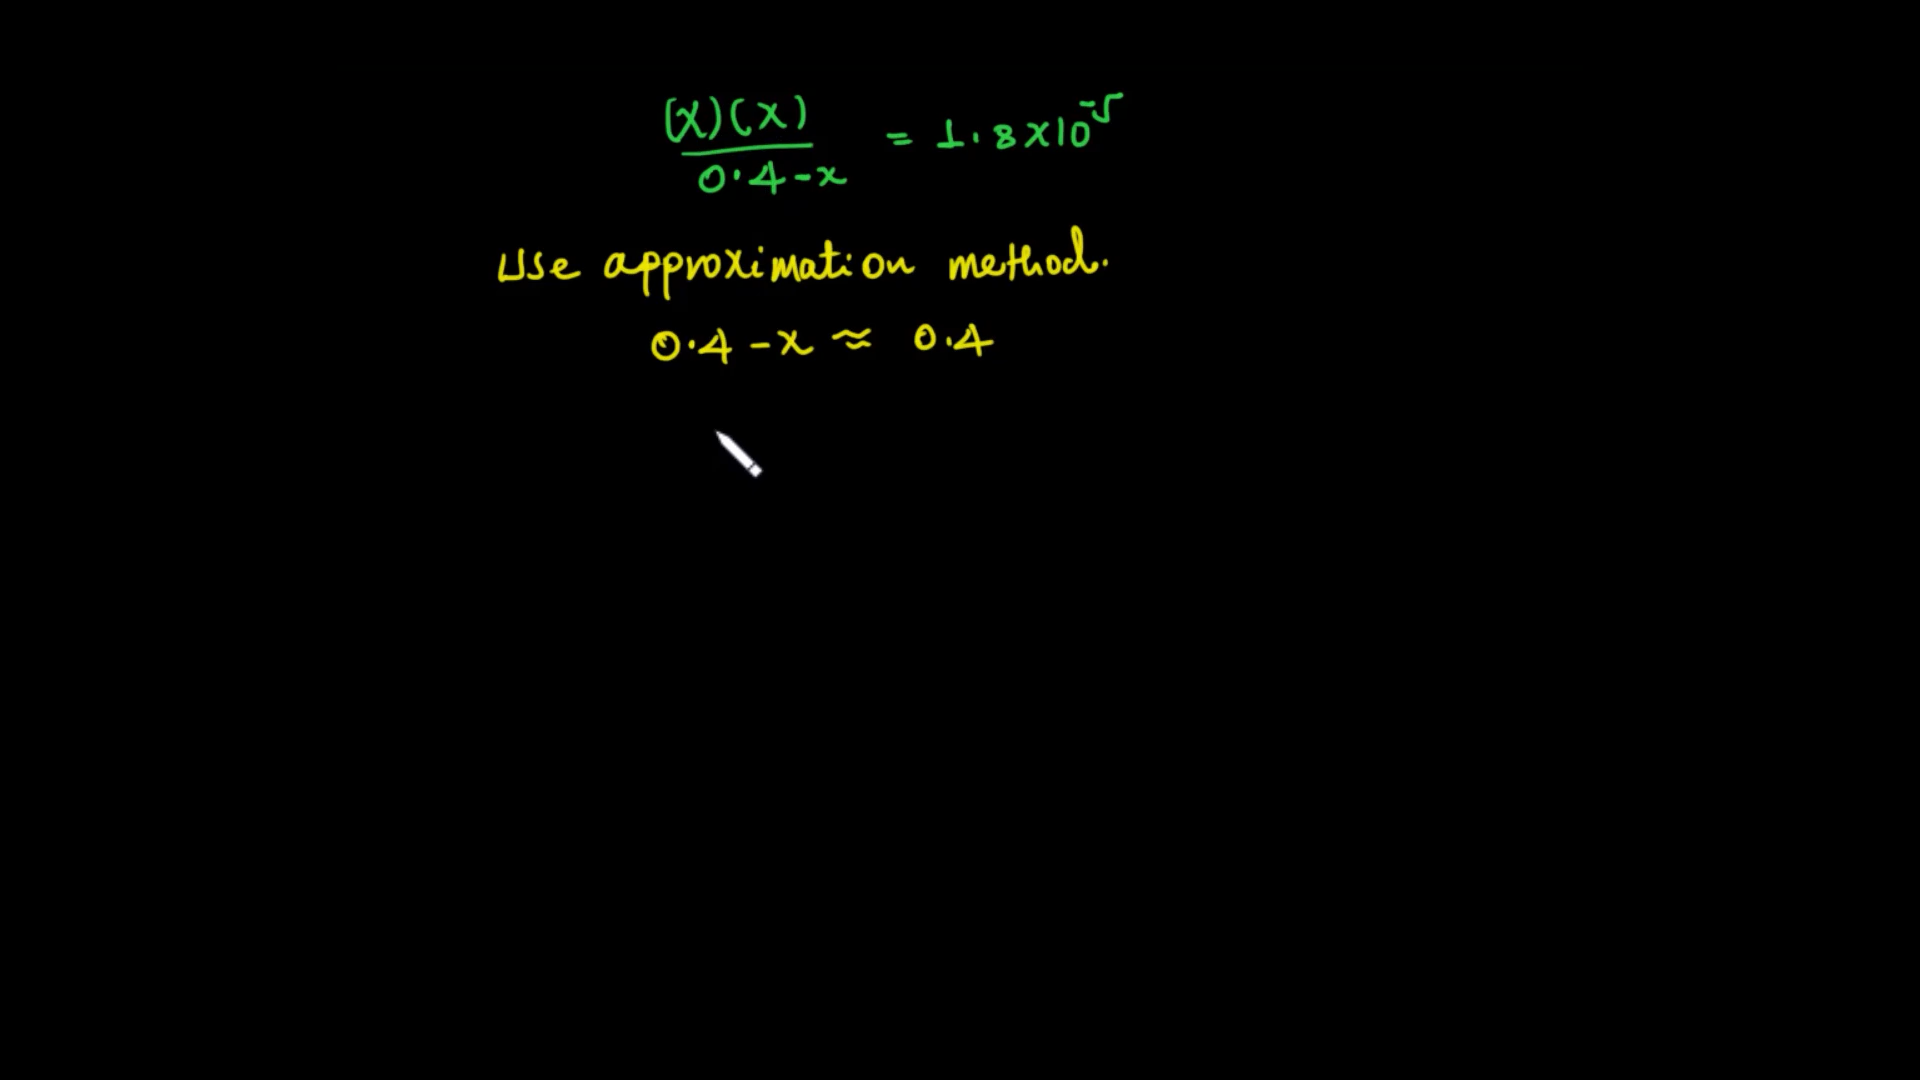 (x)(x)/0.4-x = 1.8x10^-5
Use approximation method.
0.4-x ≈ 0.4